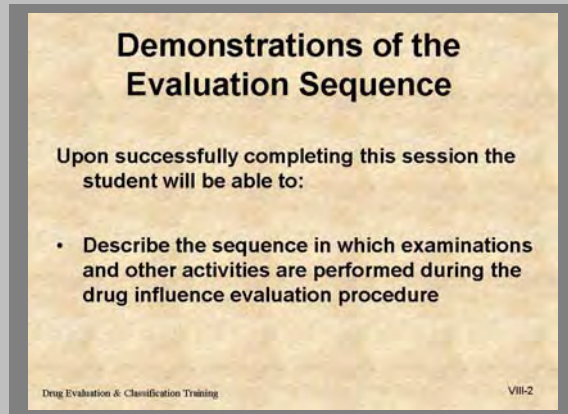 Demonstrations of the
Evaluation Sequence
Upon successfully completing this session the
student will be able to:
• Describe the sequence in which examinations
and other activities are performed during the
drug influence evaluation procedure
Drug Evaluation & Classification Training
VIII-2